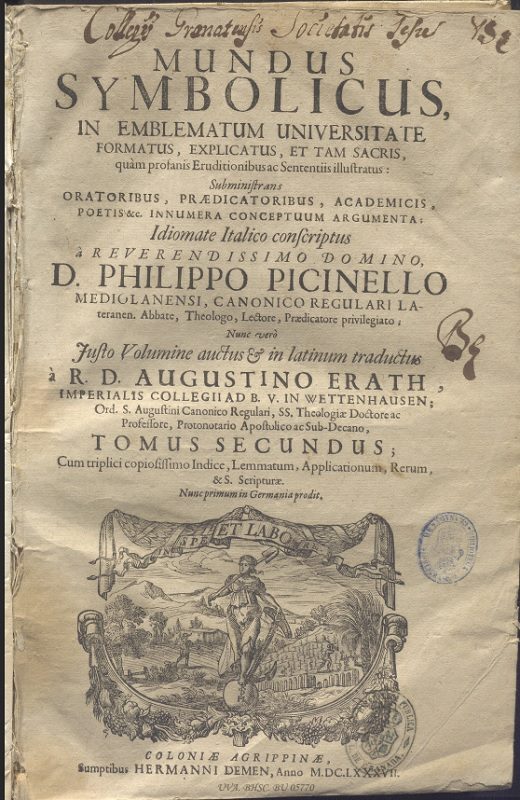 Collegij Granatensis Societatis Jesu
MUNDUS
SYMBOLICUS,
IN EMBLEMATUM UNIVERSITATE
FORMATUS, EXPLICATUS, ET TAM SACRIS,
quàm profanis Eruditionibus ac Sententiis illustratus:
Subministrans
ORATORIBUS, PRÆDICATORIBUS, ACADEMICIS,
POETIS &c. INNUMERA CONCEPTUUM ARGUMENTA;
Idiomate Italico conscriptus
à REVERENDISSIMO DOMINO,
D. PHILIPPO PICINELLO
MEDIOLANENSI, CANONICO REGULARI LA-
teranen. Abbate, Theologo, Lectore, Prædicatore privilegiato;
Nunc verò
Justo Volumine auctus & in latinum traductus
à R. D. AUGUSTINO ERATH,
IMPERIALIS COLLEGII AD B. V. IN WETTENHAUSEN;
Ord. S. Augustini Canonico Regulari, SS. Theologiæ Doctore ac
Professore, Protonotario Apostolico ac Sub-Decano,
TOMUS SECUNDUS;
Cum triplici copiosissimo Indice, Lemmatum, Applicationum, Rerum,
& S. Scripturæ.
Nunc primum in Germania prodit.
SPE ET LABORE
COLONIÆ AGRIPPINÆ,
Sumptibus HERMANNI DEMEN, Anno M.DC.LXXXVII.
UVA. BHSC. BU 05770